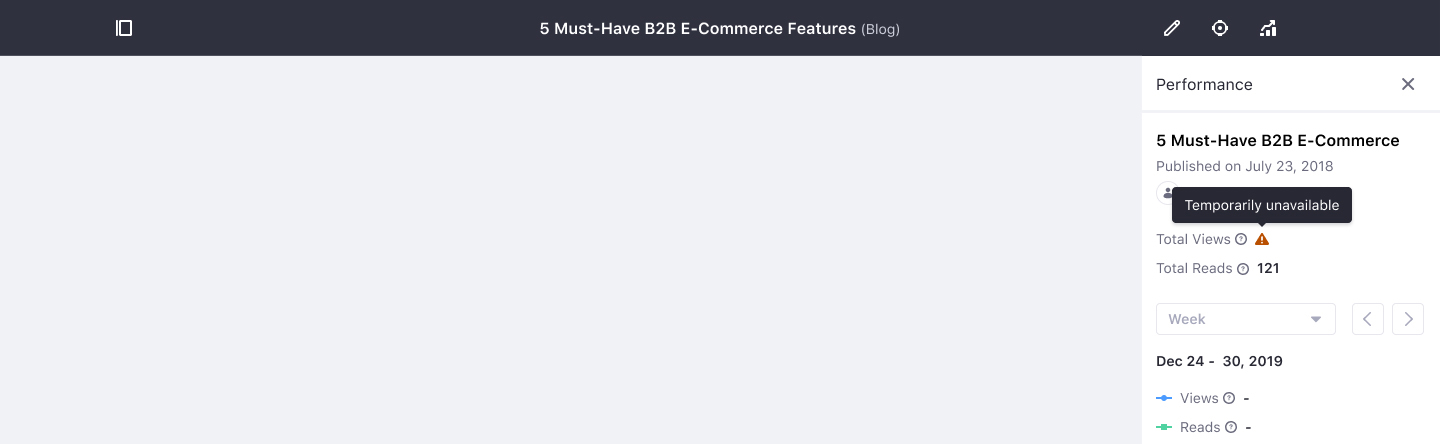 5 Must-Have B2B E-Commerce Features (Blog)
Performance
5 Must-Have B2B E-Commerce
Published on July 23, 2018
Temporarily unavailable
Total Views
Total Reads 121
Week
Dec 24 - 30, 2019
Views -
Reads -